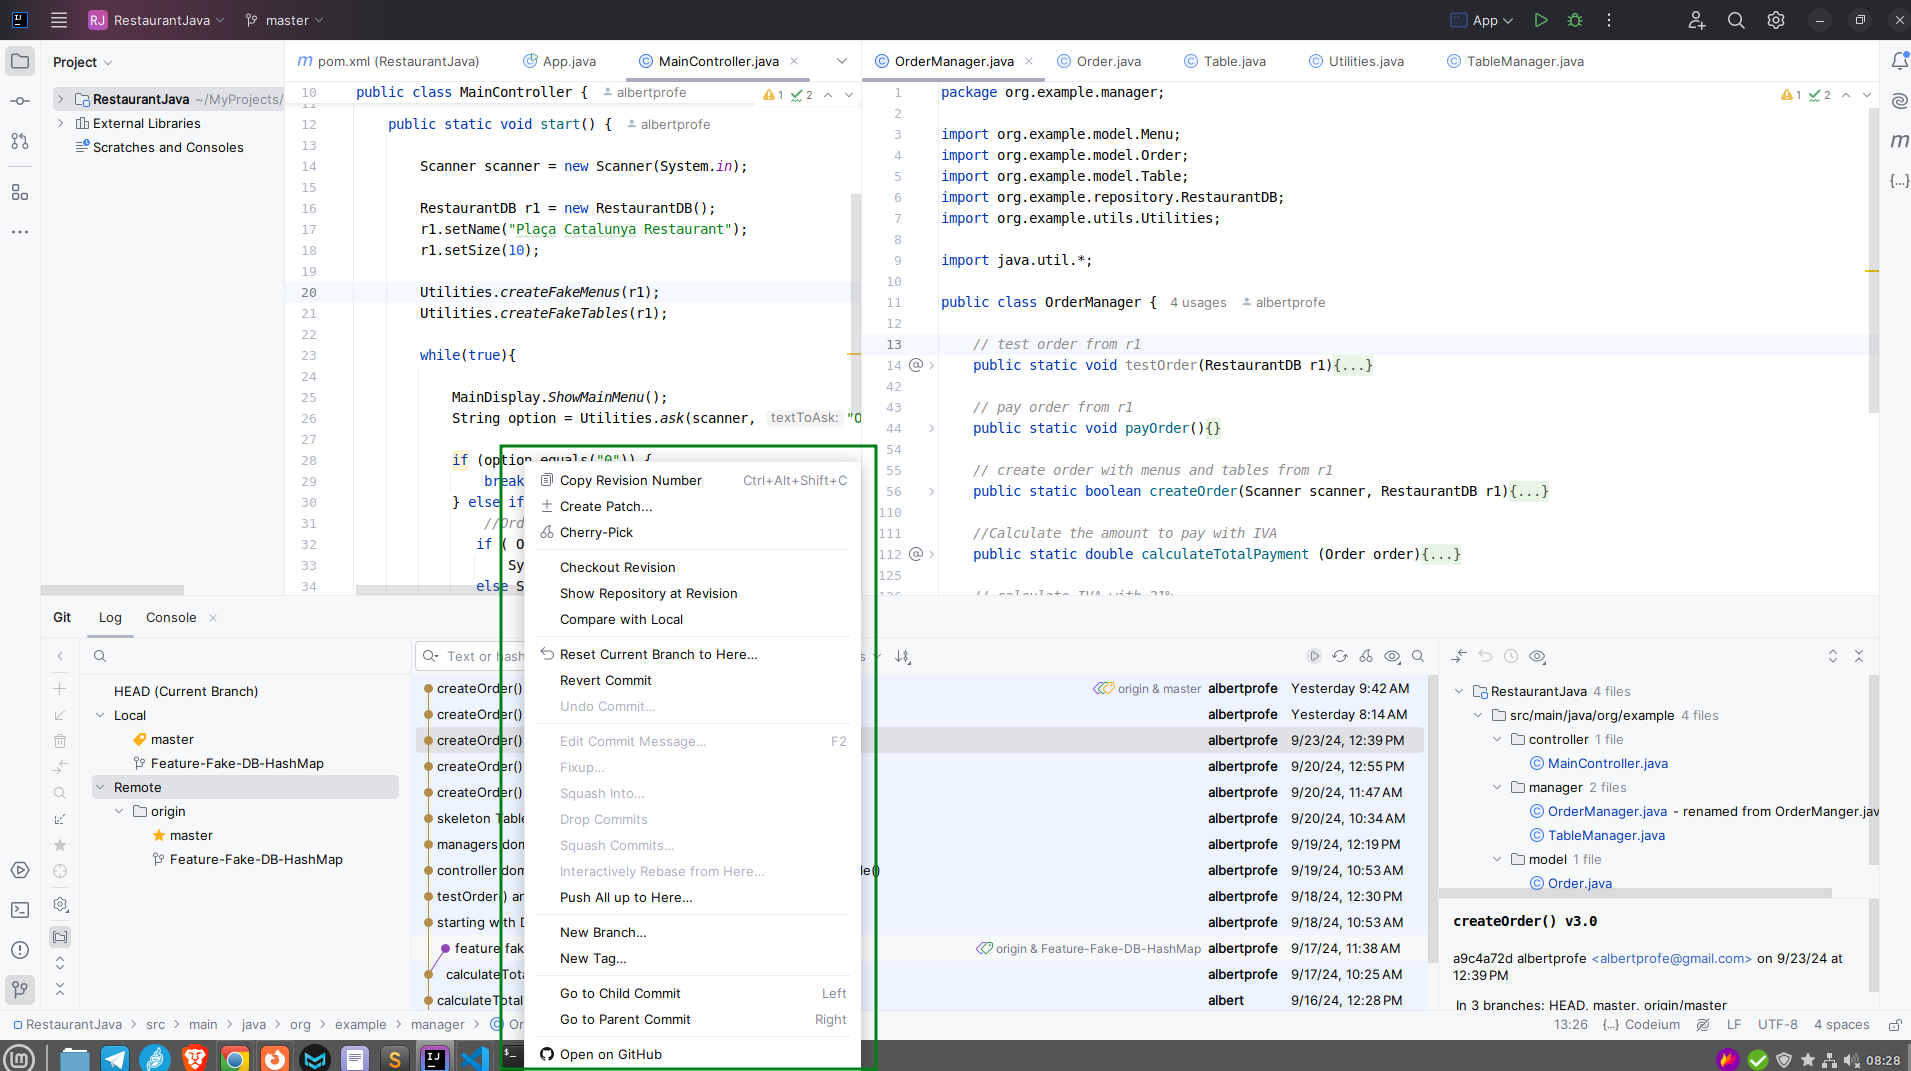 RJ RestaurantJava master App
Project
RestaurantJava ~/MyProjects/
External Libraries
Scratches and Consoles
pom.xml (RestaurantJava) App.java MainController.java
10 public class MainController { albertprofe 1 2
11
12 public static void start() { albertprofe
13
14 Scanner scanner = new Scanner(System.in);
15
16 RestaurantDB r1 = new RestaurantDB();
17 r1.setName("Plaça Catalunya Restaurant");
18 r1.setSize(10);
19
20 Utilities.createFakeMenus(r1);
21 Utilities.createFakeTables(r1);
22
23 while(true){
24
25 MainDisplay.ShowMainMenu();
26 String option = Utilities.ask(scanner, textToAsk: "O
27
28 if (option.equals("0")) {
29 break
30 } else if
31 //Ord
32 if ( O
33 Sy
34 else S
OrderManager.java Order.java Table.java Utilities.java TableManager.java
1 package org.example.manager; 1 2
2
3 import org.example.model.Menu;
4 import org.example.model.Order;
5 import org.example.model.Table;
6 import org.example.repository.RestaurantDB;
7 import org.example.utils.Utilities;
8
9 import java.util.*;
10
11 public class OrderManager { 4 usages albertprofe
12
13 // test order from r1
14 public static void testOrder(RestaurantDB r1){...}
42
43 // pay order from r1
44 public static void payOrder(){}
54
55 // create order with menus and tables from r1
56 public static boolean createOrder(Scanner scanner, RestaurantDB r1){...}
110
111 //Calculate the amount to pay with IVA
112 public static double calculateTotalPayment (Order order){...}
125
126 // calculate IVA with 21%
Copy Revision Number Ctrl+Alt+Shift+C
Create Patch...
Cherry-Pick
Checkout Revision
Show Repository at Revision
Compare with Local
Reset Current Branch to Here...
Revert Commit
Undo Commit...
Edit Commit Message... F2
Fixup...
Squash Into...
Drop Commits
Squash Commits...
Interactively Rebase from Here...
Push All up to Here...
New Branch...
New Tag...
Go to Child Commit Left
Go to Parent Commit Right
Open on GitHub
Git Log Console
HEAD (Current Branch)
Local
master
Feature-Fake-DB-HashMap
Remote
origin
master
Feature-Fake-DB-HashMap
Text or hash s
createOrder() origin & master albertprofe Yesterday 9:42 AM
createOrder() albertprofe Yesterday 8:14 AM
createOrder() albertprofe 9/23/24, 12:39 PM
createOrder() albertprofe 9/20/24, 12:55 PM
createOrder() albertprofe 9/20/24, 11:47 AM
skeleton Table albertprofe 9/20/24, 10:34 AM
managers dom albertprofe 9/19/24, 12:19 PM
controller dom le() albertprofe 9/19/24, 10:53 AM
testOrder() an albertprofe 9/18/24, 12:30 PM
starting with D albertprofe 9/18/24, 10:53 AM
feature fak origin & Feature-Fake-DB-HashMap albertprofe 9/17/24, 11:38 AM
calculateTota albertprofe 9/17/24, 10:25 AM
calculateTotal albert 9/16/24, 12:28 PM
RestaurantJava 4 files
src/main/java/org/example 4 files
controller 1 file
MainController.java
manager 2 files
OrderManager.java - renamed from OrderManger.jav
TableManager.java
model 1 file
Order.java
createOrder() v3.0
a9c4a72d albertprofe <albertprofe@gmail.com> on 9/23/24 at
12:39 PM
In 3 branches: HEAD, master, origin/master
RestaurantJava > src > main > java > org > example > manager > Or
13:26 {...} Codeium LF UTF-8 4 spaces
08:28